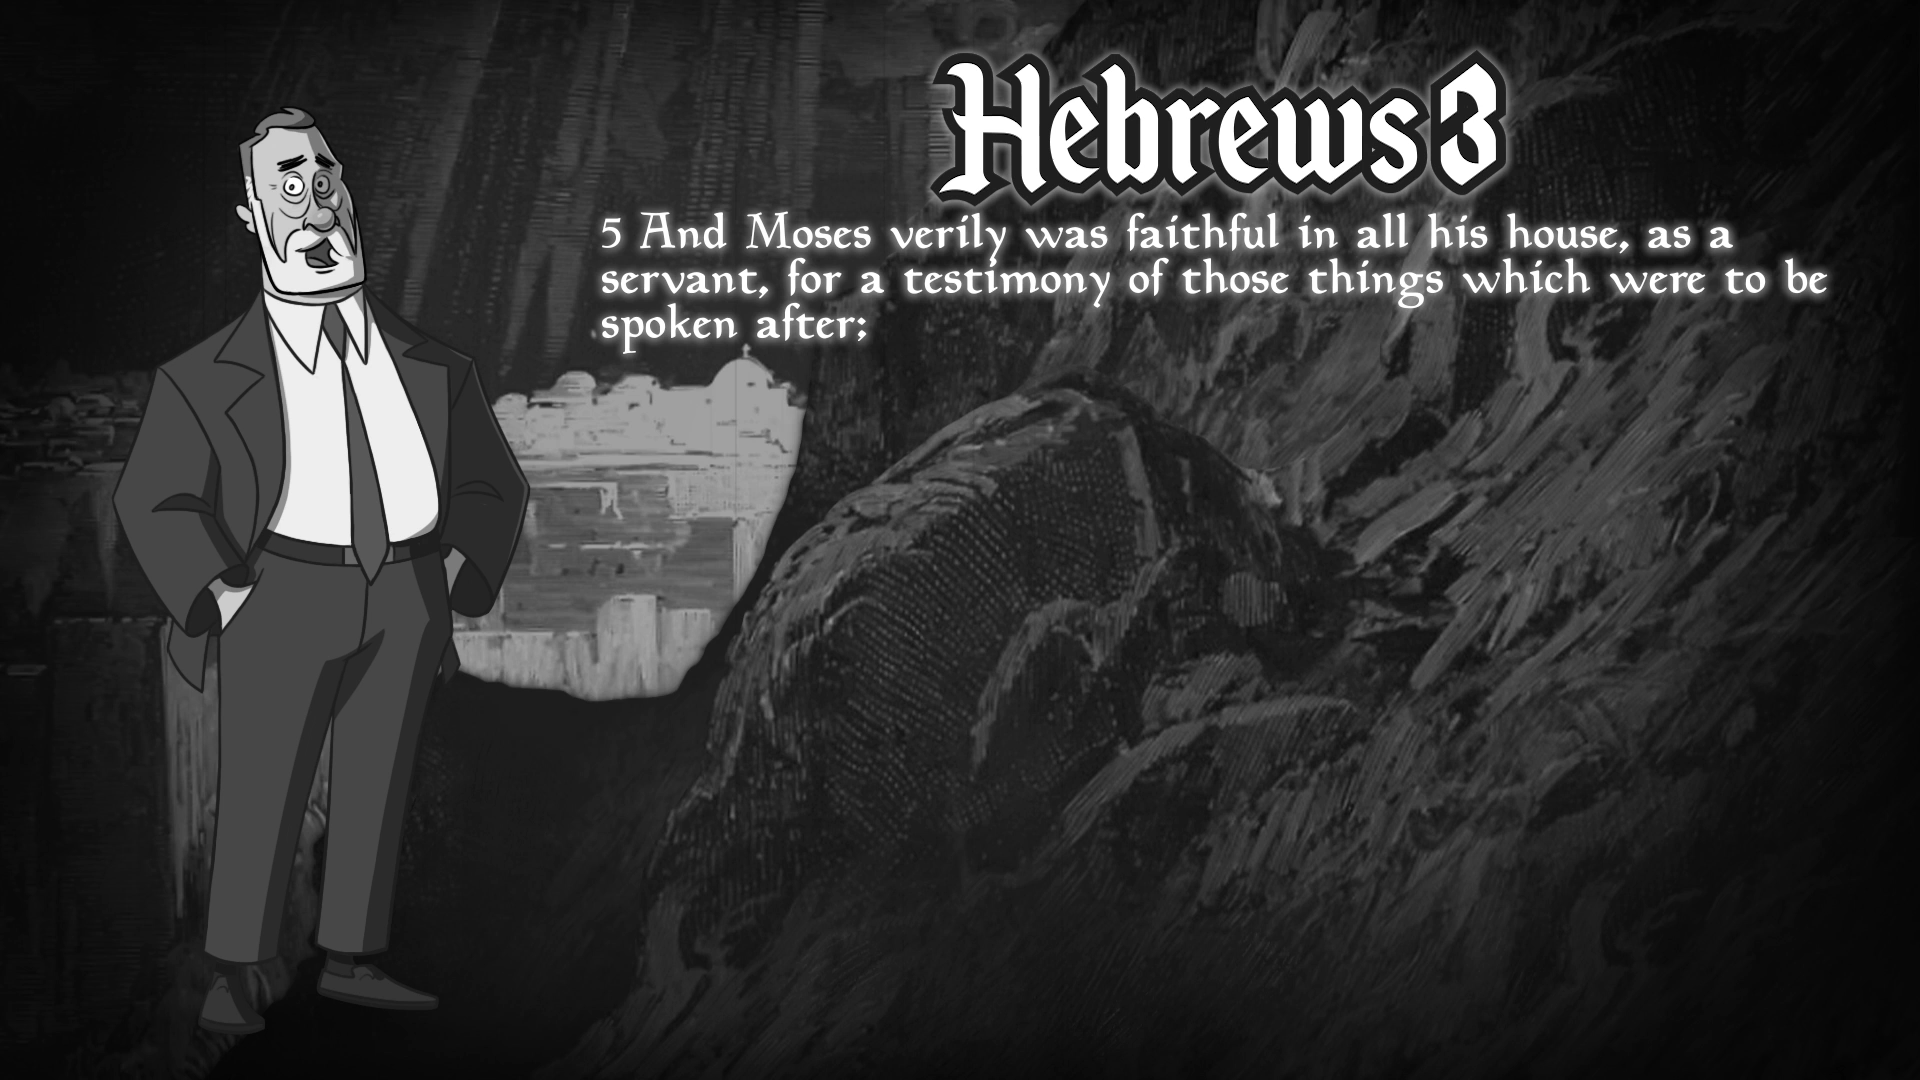 Hebrews 3
5 And Moses verily was faithful in all his house, as a
servant, for a testimony of those things which were to be
spoken after;